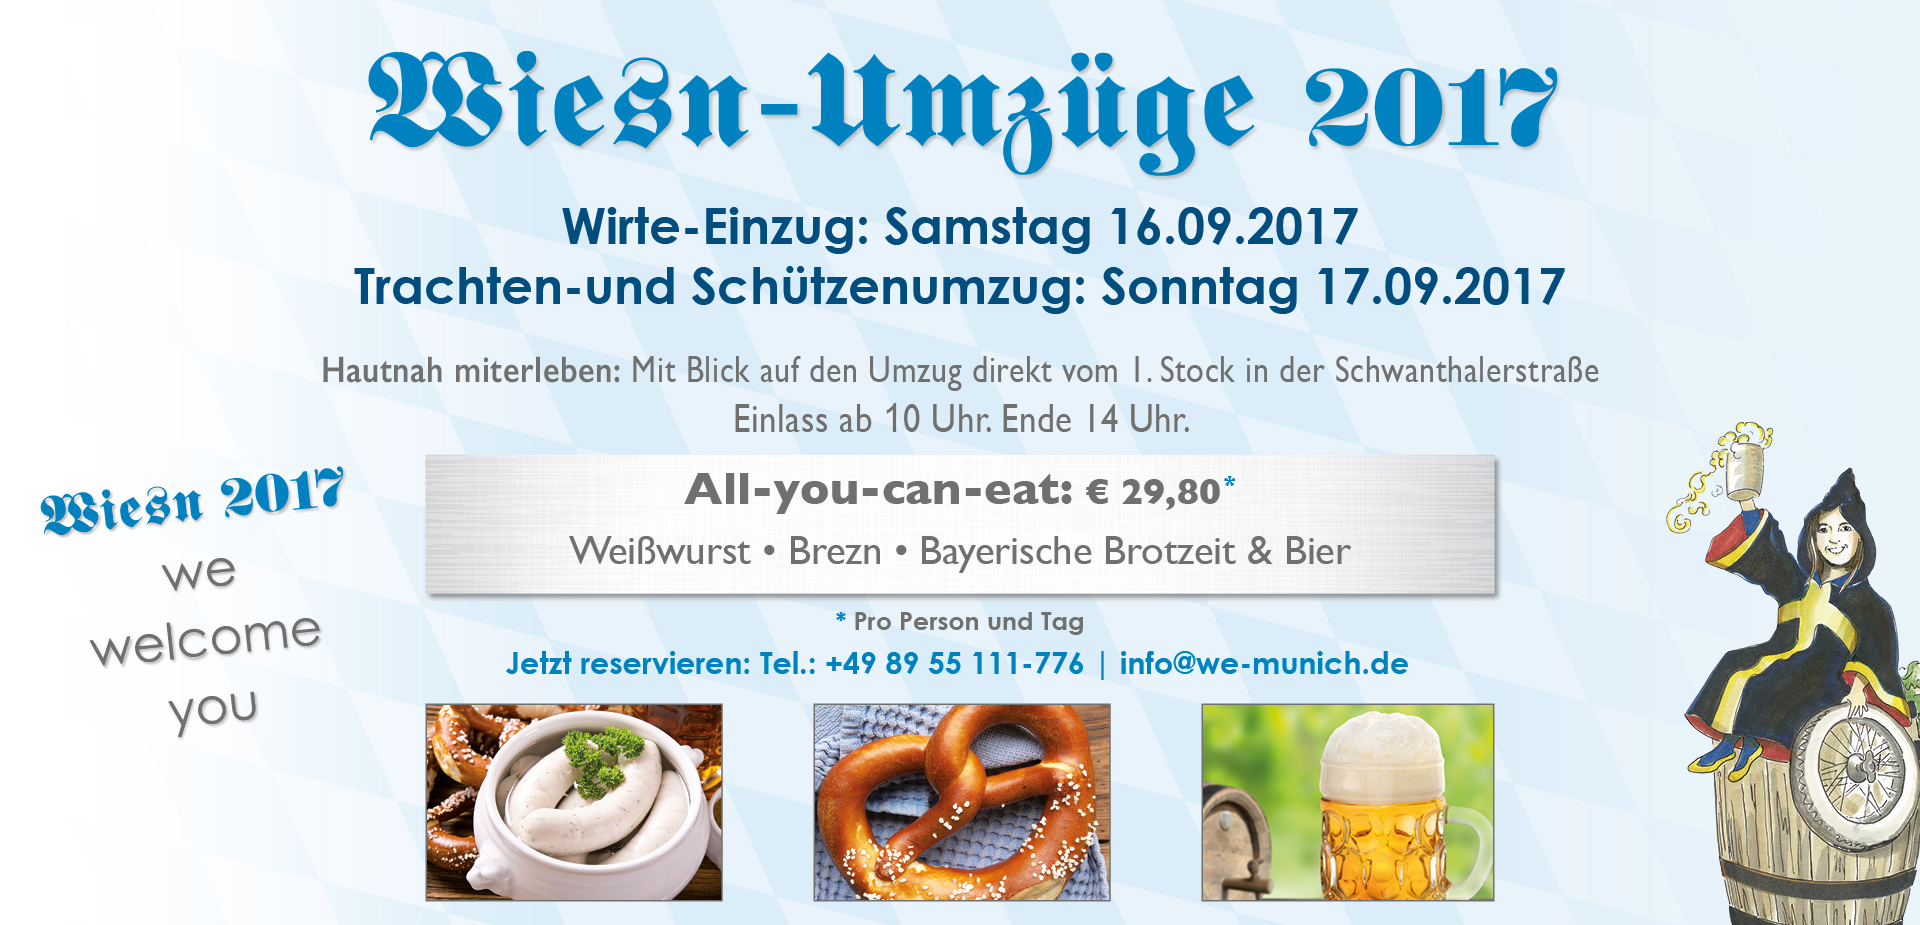 Wiesn-Umzüge 2017
Wirte-Einzug: Samstag 16.09.2017
Trachten-und Schützenumzug: Sonntag 17.09.2017
Hautnah miterleben: Mit Blick auf den Umzug direkt vom 1. Stock in der Schwanthalerstraße
Einlass ab 10 Uhr. Ende 14 Uhr.
All-you-can-eat: € 29,80*
Weißwurst • Brezn • Bayerische Brotzeit & Bier
* Pro Person und Tag
Jetzt reservieren: Tel.: +49 89 55 111-776 | info@we-munich.de
Wiesn 2017
we
welcome
you